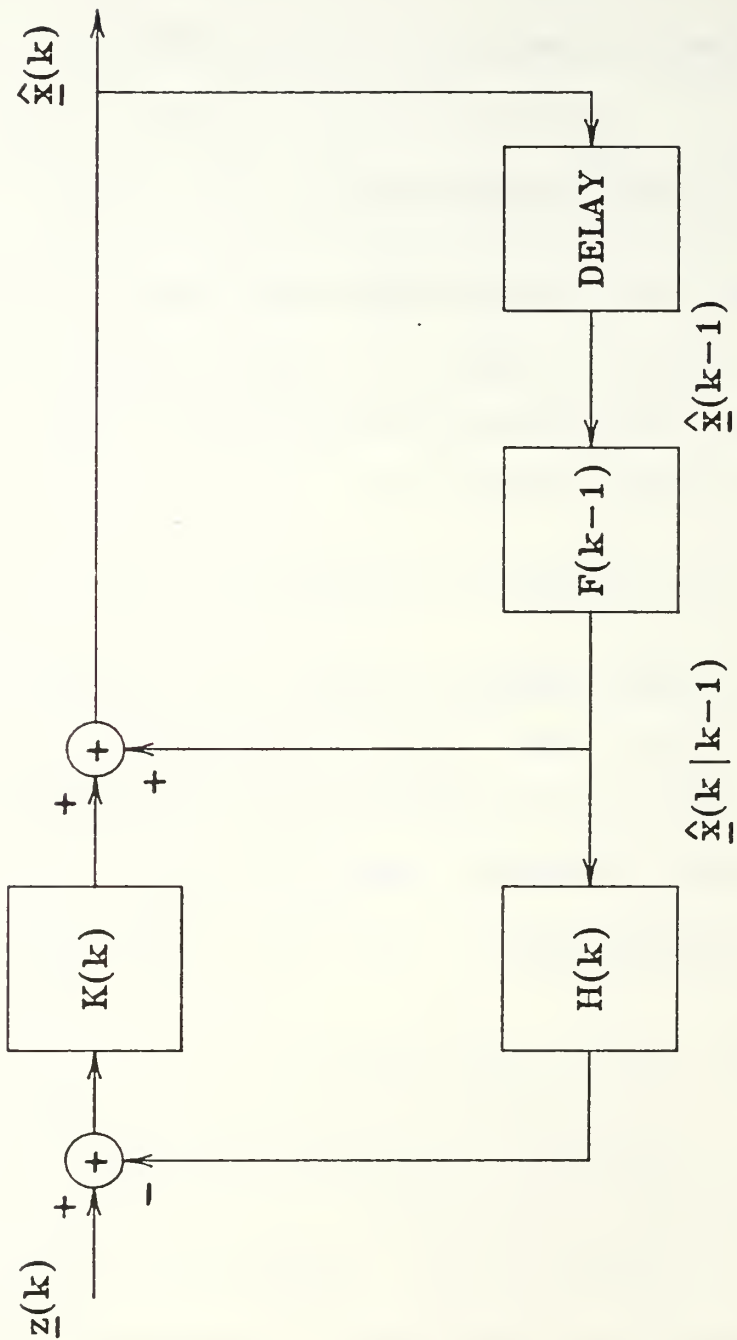 z(k)
+
+
−
K(k)
+
+
+
x̂(k)
H(k)
x̂(k|k−1)
F(k−1)
x̂(k−1)
DELAY